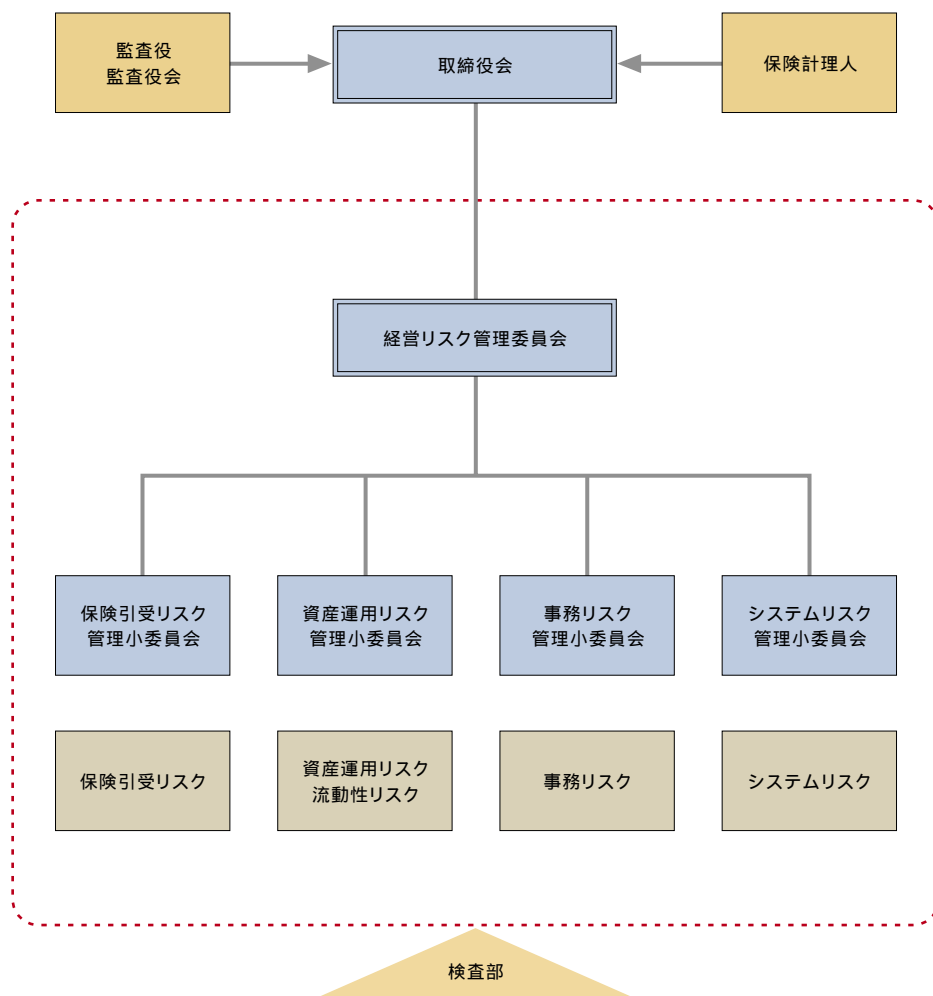 監査役
監査役会
取締役会
保険計理人
経営リスク管理委員会
保険引受リスク
管理小委員会
資産運用リスク
管理小委員会
事務リスク
管理小委員会
システムリスク
管理小委員会
保険引受リスク
資産運用リスク
流動性リスク
事務リスク
システムリスク
検査部